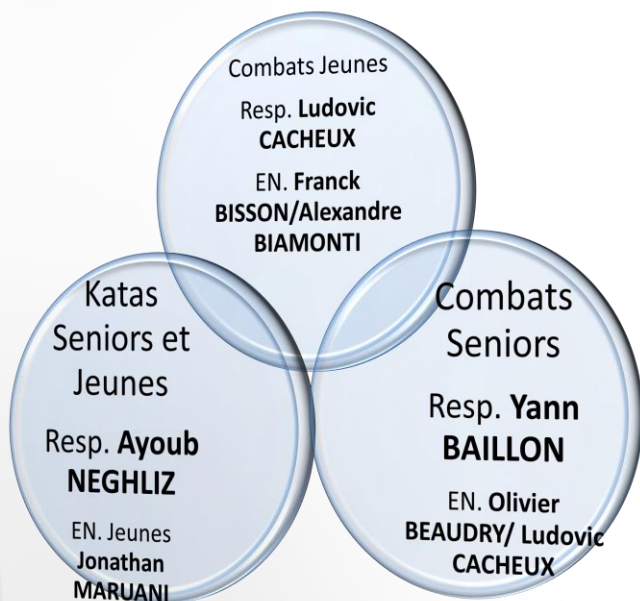 Combats Jeunes
Resp. Ludovic
CACHEUX
EN. Franck
BISSON/Alexandre
BIAMONTI
Katas
Seniors et
Jeunes
Resp. Ayoub
NEGHLIZ
EN. Jeunes
Jonathan
MARUANI
Combats
Seniors
Resp. Yann
BAILLON
EN. Olivier
BEAUDRY/ Ludovic
CACHEUX